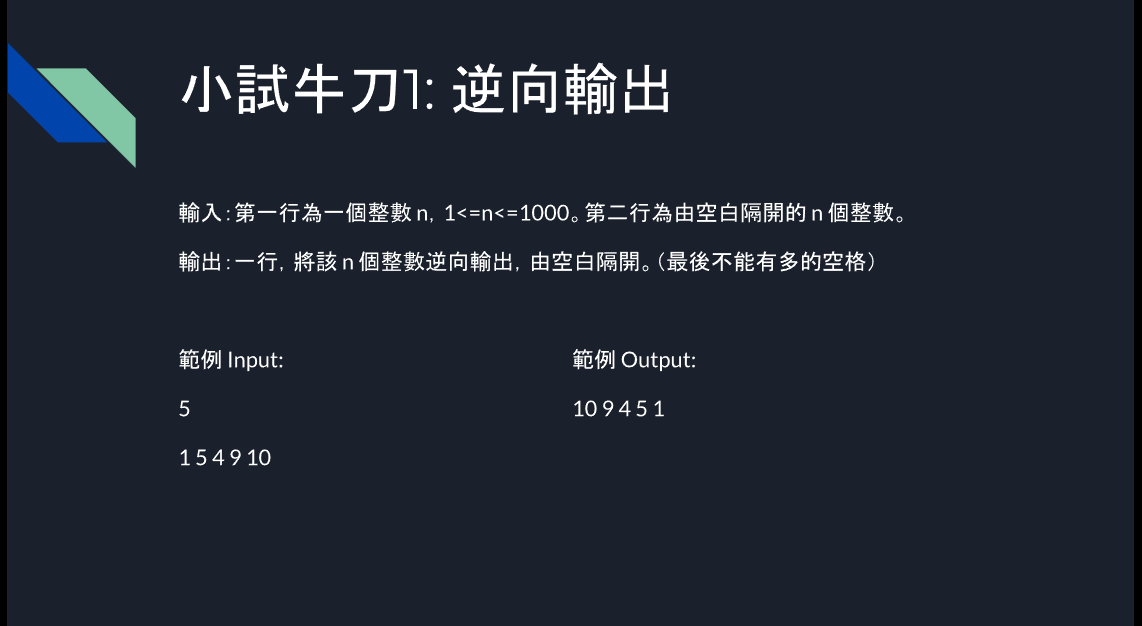 小試牛刀1: 逆向輸出
輸入：第一行為一個整數 n，1<=n<=1000。第二行為由空白隔開的 n 個整數。
輸出：一行，將該 n 個整數逆向輸出，由空白隔開。（最後不能有多的空格）
範例 Input:
5
1 5 4 9 10
範例 Output:
10 9 4 5 1